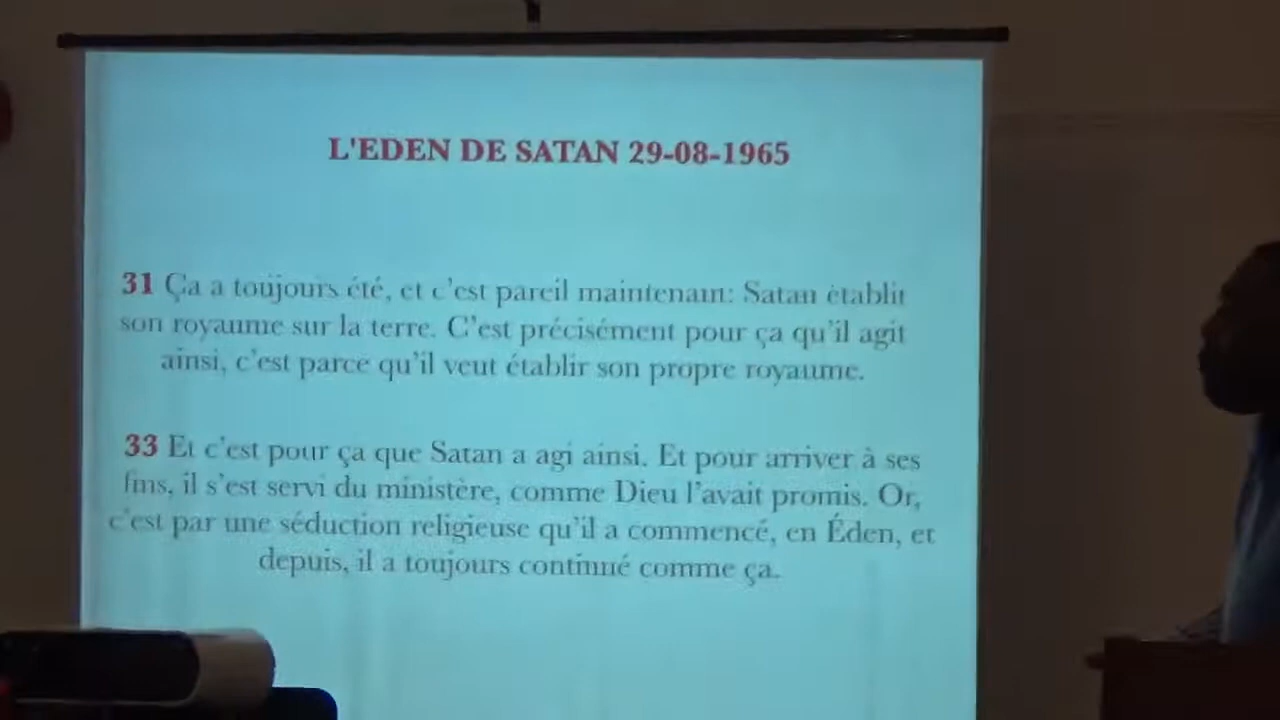 L'EDEN DE SATAN 29-08-1965
31 Ça a toujours été, et c'est pareil maintenant: Satan établit
son royaume sur la terre. C'est précisément pour ça qu'il agit
ainsi, c'est parce qu'il veut établir son propre royaume.
33 Et c'est pour ça que Satan a agi ainsi. Et pour arriver à ses
fins, il s'est servi du ministère, comme Dieu l'avait promis. Or,
c'est par une séduction religieuse qu'il a commencé, en Éden, et
depuis, il a toujours continué comme ça.